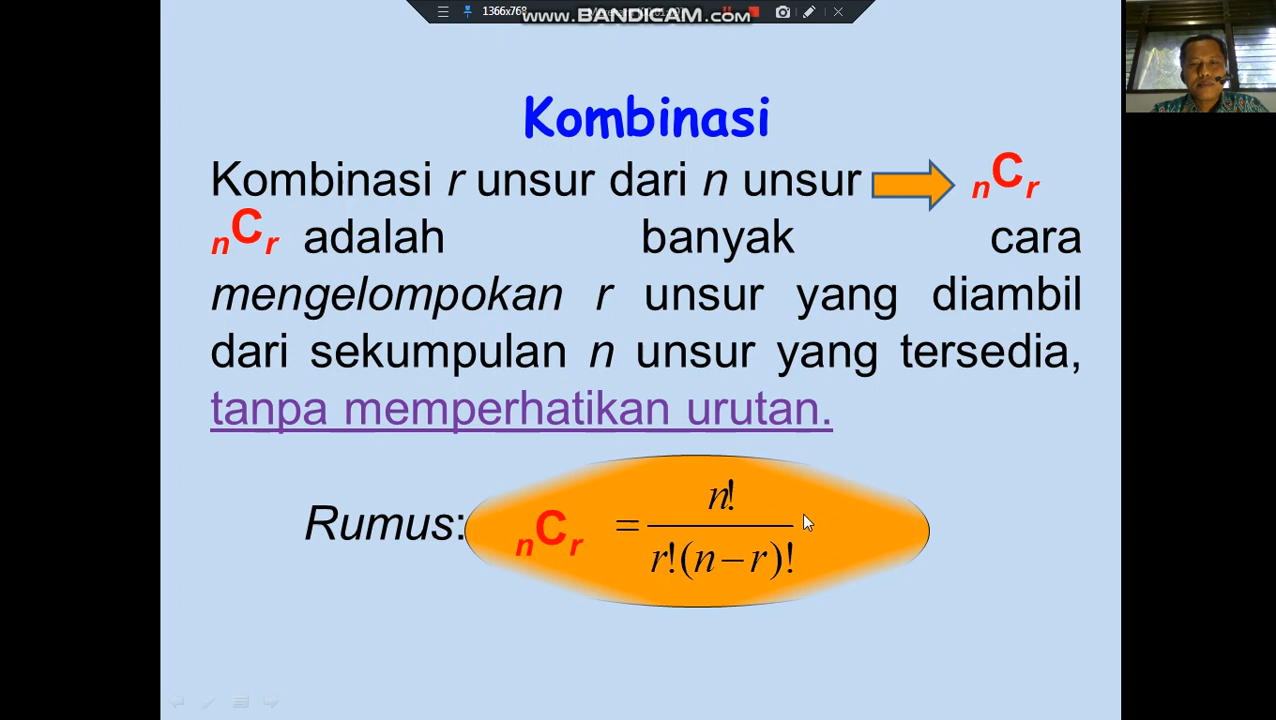 1366x768
www.BANDICAM.com
Kombinasi
Kombinasi r unsur dari n unsur nCr
nCr adalah banyak cara
mengelompokan r unsur yang diambil
dari sekumpulan n unsur yang tersedia,
tanpa memperhatikan urutan.
Rumus: nCr = n! / r!(n − r)!